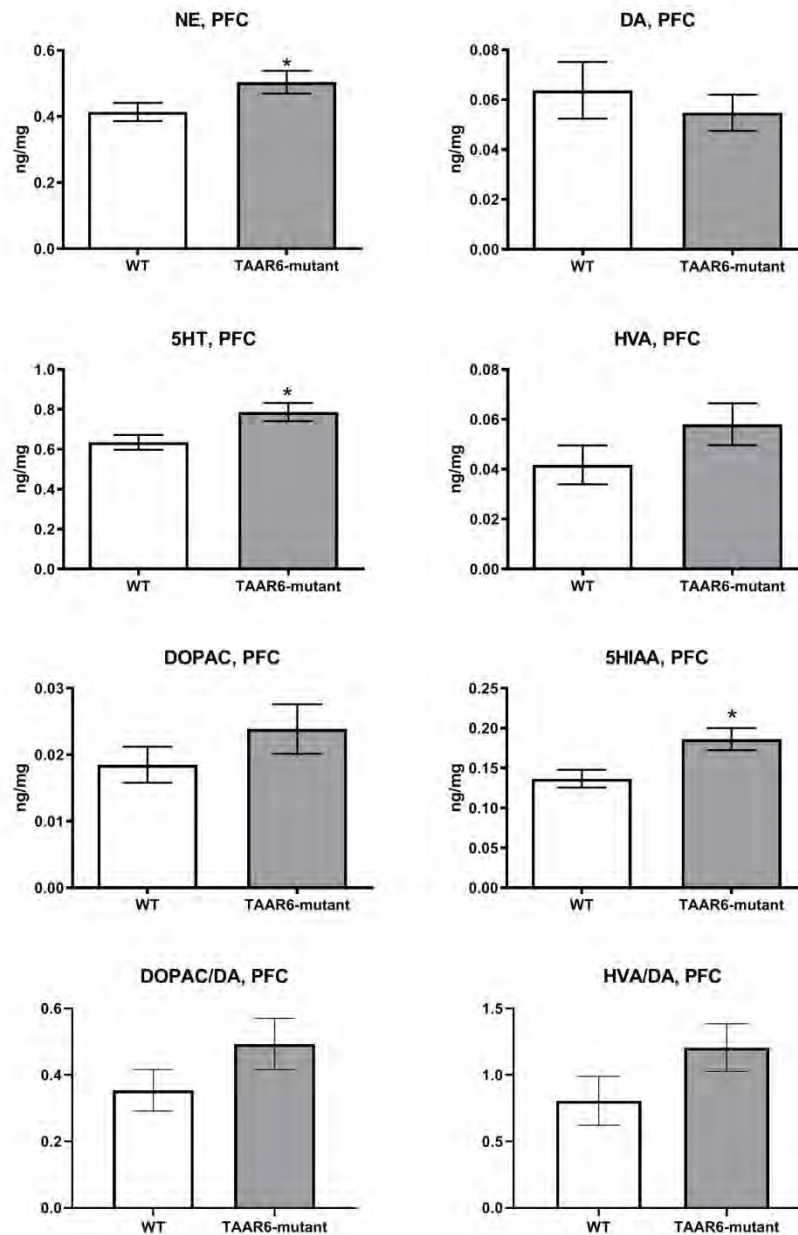 NE, PFC
*
0.6
0.4
0.2
0.0
ng/mg
WT TAAR6-mutant
DA, PFC
0.08
0.06
0.04
0.02
0.00
ng/mg
WT TAAR6-mutant
5HT, PFC
*
1.0
0.8
0.6
0.4
0.2
0.0
ng/mg
WT TAAR6-mutant
HVA, PFC
0.08
0.06
0.04
0.02
0.00
ng/mg
WT TAAR6-mutant
DOPAC, PFC
0.03
0.02
0.01
0.00
ng/mg
WT TAAR6-mutant
5HIAA, PFC
*
0.25
0.20
0.15
0.10
0.05
0.00
ng/mg
WT TAAR6-mutant
DOPAC/DA, PFC
0.6
0.4
0.2
0.0
WT TAAR6-mutant
HVA/DA, PFC
1.5
1.0
0.5
0.0
WT TAAR6-mutant